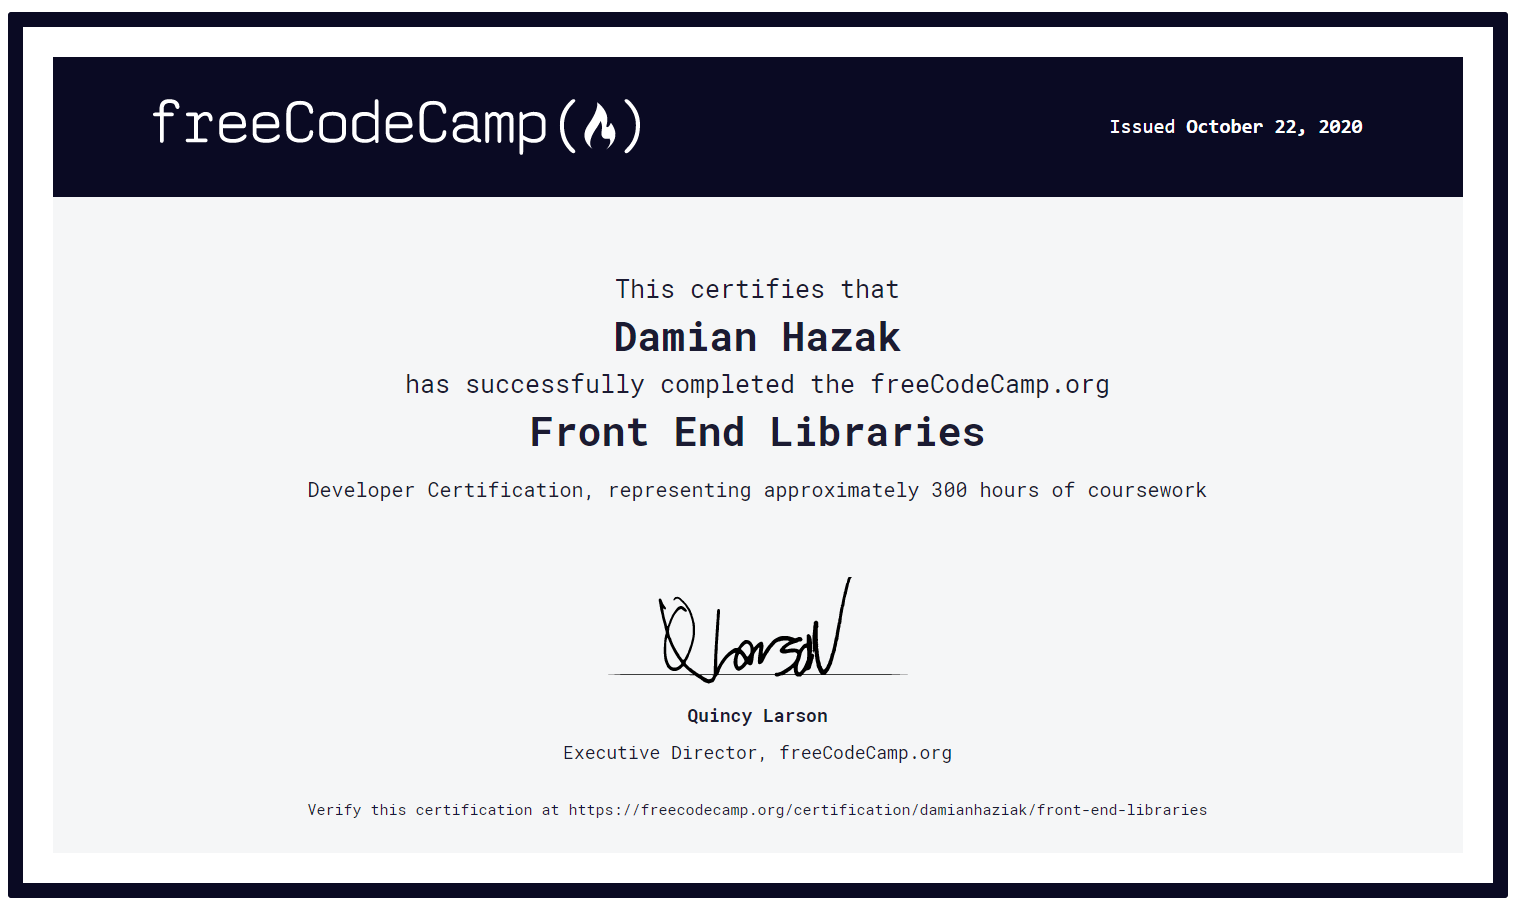 freeCodeCamp(🔥)
Issued October 22, 2020
This certifies that
Damian Hazak
has successfully completed the freeCodeCamp.org
Front End Libraries
Developer Certification, representing approximately 300 hours of coursework
Q Larson
Quincy Larson
Executive Director, freeCodeCamp.org
Verify this certification at https://freecodecamp.org/certification/damianhaziak/front-end-libraries